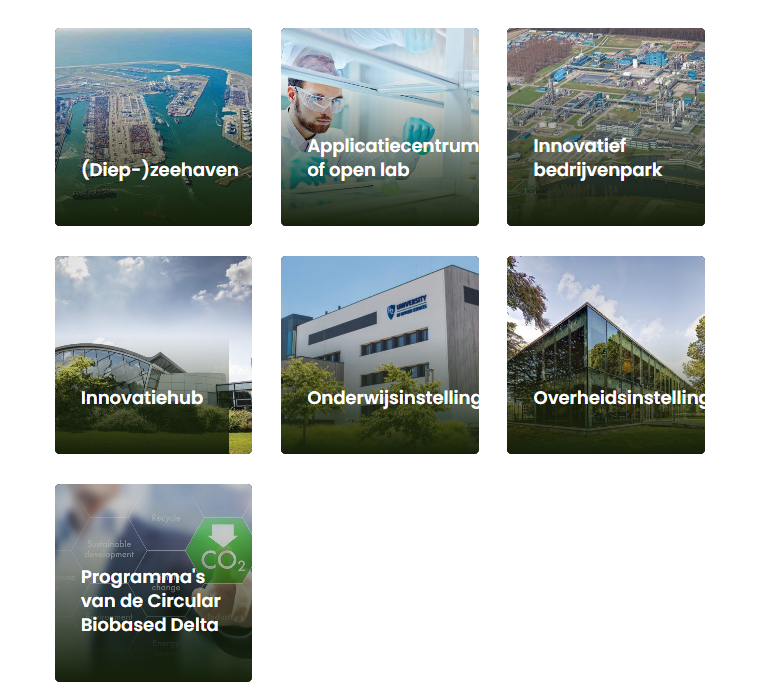 (Diep-)zeehaven
Applicatiecentrum
of open lab
Innovatief
bedrijvenpark
Innovatiehub
UNIVERSITY
Onderwijsinstelling
Overheidsinstelling
Recycle
Sustainable
development
CO2
Programma's
change
van de Circular
Biobased Delta